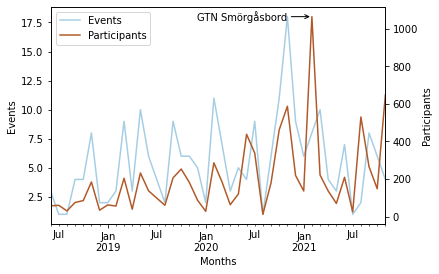 GTN Smörgåsbord
Events
Participants
17.5
15.0
12.5
10.0
7.5
5.0
2.5
Events
1000
800
600
400
200
0
Participants
Jul
Jan
2019
Jul
Jan
2020
Jul
Jan
2021
Jul
Months